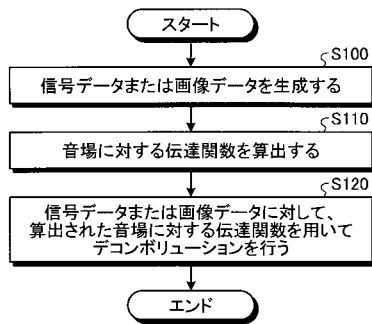 スタート
S100
信号データまたは画像データを生成する
S110
音場に対する伝達関数を算出する
S120
信号データまたは画像データに対して、
算出された音場に対する伝達関数を用いて
デコンボリューションを行う
エンド